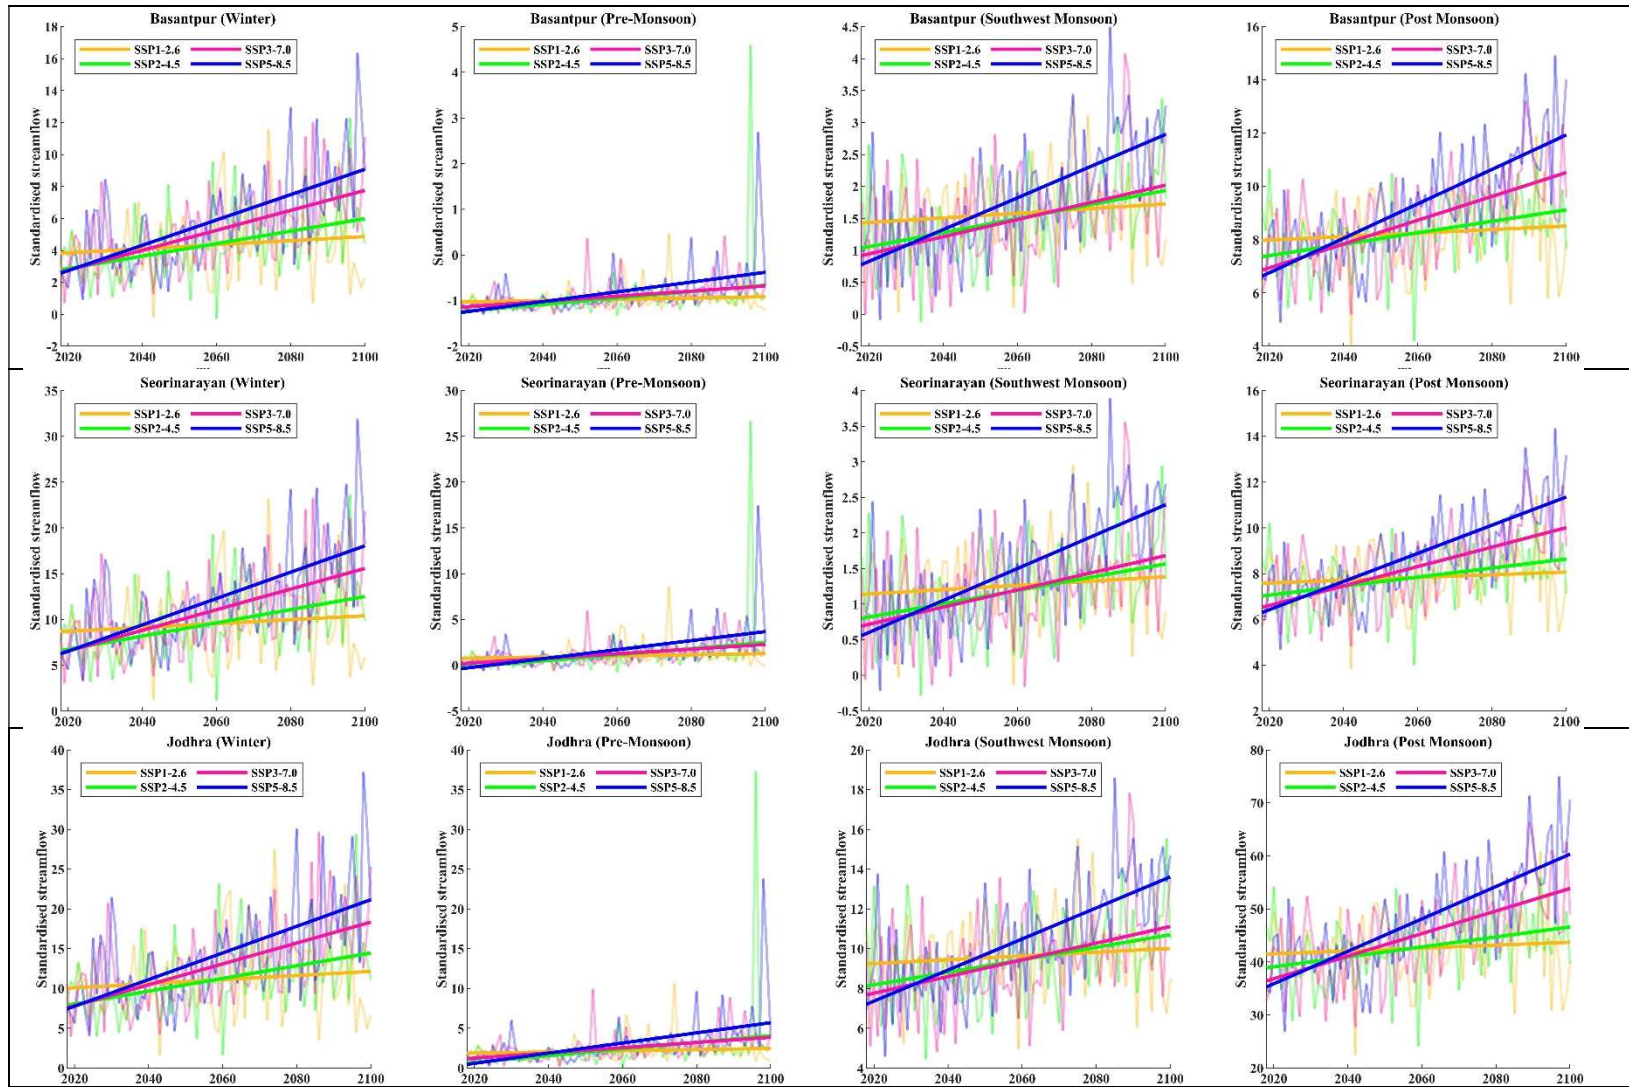 Basantpur (Winter)
18
16
14
12
10
8
6
4
2
0
-2
Standardised streamflow
SSP1-2.6
SSP3-7.0
SSP2-4.5
SSP5-8.5
2020
2040
2060
2080
2100
Basantpur (Pre-Monsoon)
5
4
3
2
1
0
-1
-2
Standardised streamflow
SSP1-2.6
SSP3-7.0
SSP2-4.5
SSP5-8.5
2020
2040
2060
2080
2100
Basantpur (Southwest Monsoon)
4.5
4
3.5
3
2.5
2
1.5
1
0.5
0
-0.5
Standardised streamflow
SSP1-2.6
SSP3-7.0
SSP2-4.5
SSP5-8.5
2020
2040
2060
2080
2100
Basantpur (Post Monsoon)
16
14
12
10
8
6
4
Standardised streamflow
SSP1-2.6
SSP3-7.0
SSP2-4.5
SSP5-8.5
2020
2040
2060
2080
2100
Seorinarayan (Winter)
35
30
25
20
15
10
5
0
Standardised streamflow
SSP1-2.6
SSP3-7.0
SSP2-4.5
SSP5-8.5
2020
2040
2060
2080
2100
Seorinarayan (Pre-Monsoon)
30
25
20
15
10
5
0
-5
Standardised streamflow
SSP1-2.6
SSP3-7.0
SSP2-4.5
SSP5-8.5
2020
2040
2060
2080
2100
Seorinarayan (Southwest Monsoon)
4
3.5
3
2.5
2
1.5
1
0.5
0
-0.5
Standardised streamflow
SSP1-2.6
SSP3-7.0
SSP2-4.5
SSP5-8.5
2020
2040
2060
2080
2100
Seorinarayan (Post Monsoon)
16
14
12
10
8
6
4
2
Standardised streamflow
SSP1-2.6
SSP3-7.0
SSP2-4.5
SSP5-8.5
2020
2040
2060
2080
2100
Jodhra (Winter)
40
35
30
25
20
15
10
5
0
Standardised streamflow
SSP1-2.6
SSP3-7.0
SSP2-4.5
SSP5-8.5
2020
2040
2060
2080
2100
Jodhra (Pre-Monsoon)
40
35
30
25
20
15
10
5
0
Standardised streamflow
SSP1-2.6
SSP3-7.0
SSP2-4.5
SSP5-8.5
2020
2040
2060
2080
2100
Jodhra (Southwest Monsoon)
20
18
16
14
12
10
8
6
4
Standardised streamflow
SSP1-2.6
SSP3-7.0
SSP2-4.5
SSP5-8.5
2020
2040
2060
2080
2100
Jodhra (Post Monsoon)
80
70
60
50
40
30
20
Standardised streamflow
SSP1-2.6
SSP3-7.0
SSP2-4.5
SSP5-8.5
2020
2040
2060
2080
2100